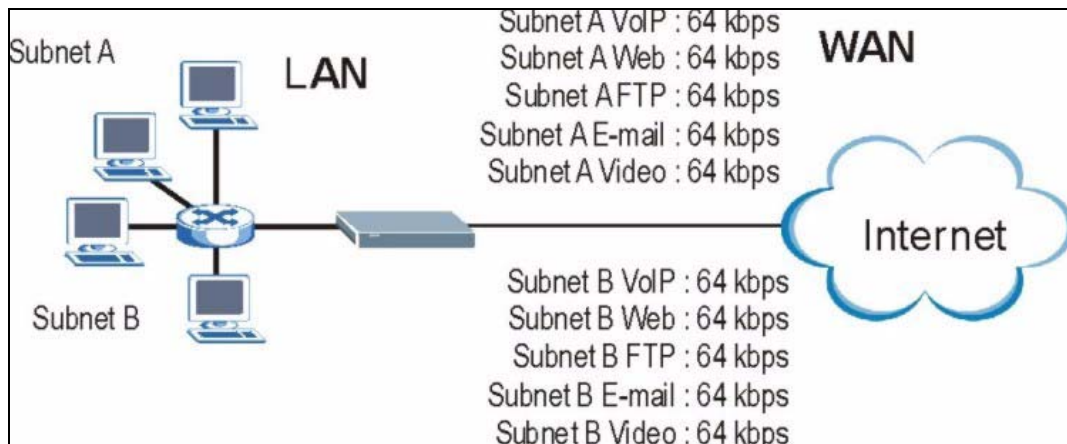 Subnet A
LAN
Subnet A VoIP : 64 kbps
Subnet A Web : 64 kbps
Subnet A FTP : 64 kbps
Subnet A E-mail : 64 kbps
Subnet A Video : 64 kbps
WAN
Internet
Subnet B
Subnet B VoIP : 64 kbps
Subnet B Web : 64 kbps
Subnet B FTP : 64 kbps
Subnet B E-mail : 64 kbps
Subnet B Video : 64 kbps